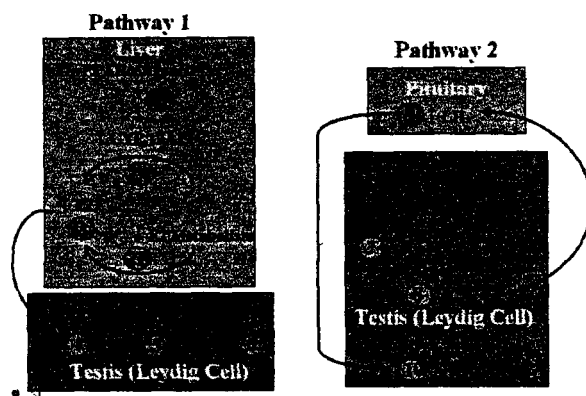 Pathway 1
Liver
Testis (Leydig Cell)
Pathway 2
Pituitary
Testis (Leydig Cell)